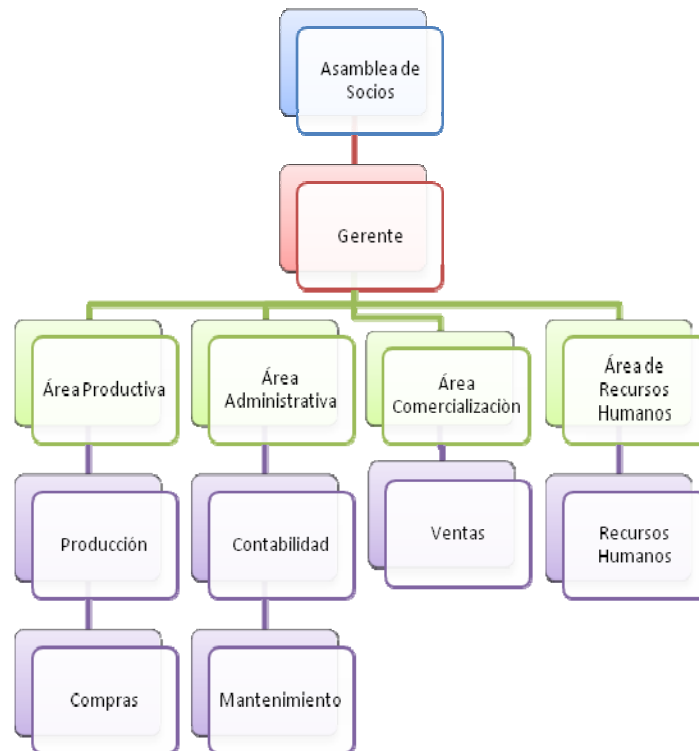 Asamblea de
Socios
Gerente
Área Productiva
Área
Administrativa
Área
Comercializaciòn
Área de
Recursos
Humanos
Producción
Contabilidad
Ventas
Recursos
Humanos
Compras
Mantenimiento